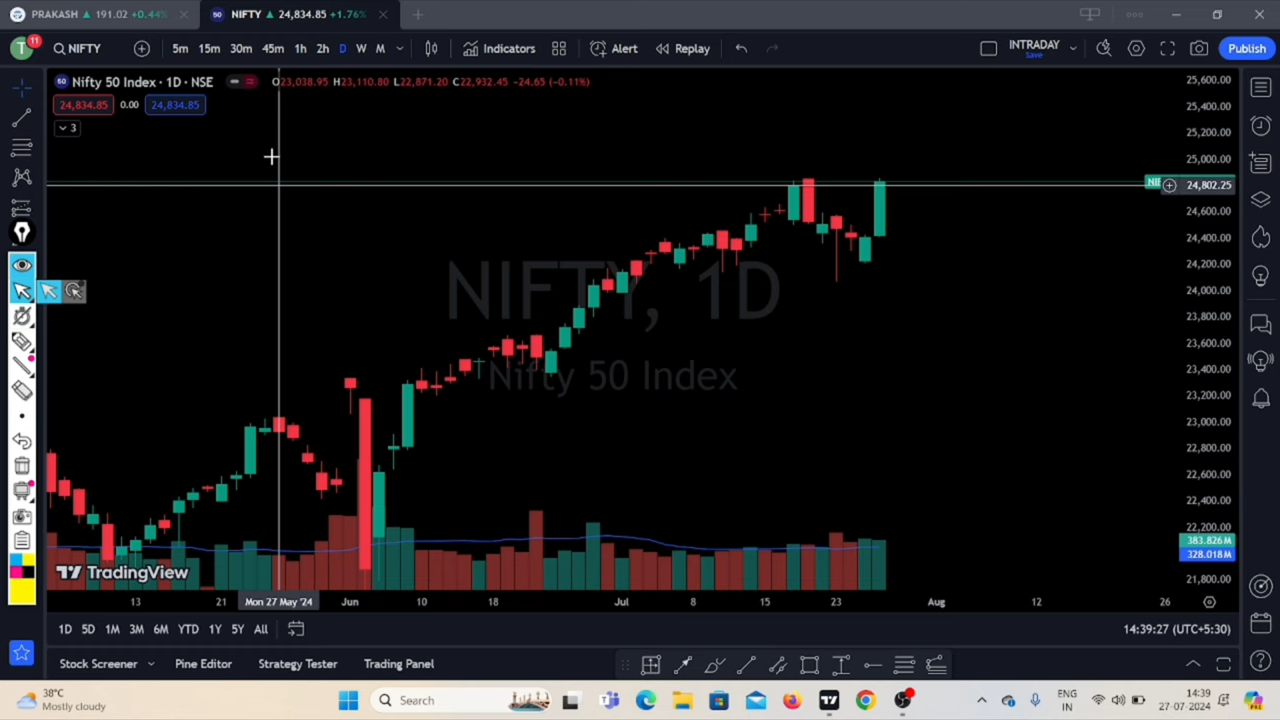 PRAKASH ▲ 191.02 +0.44%
NIFTY ▲ 24,834.85 +1.76%
T 11
NIFTY 5m 15m 30m 45m 1h 2h D W M Indicators Alert Replay INTRADAY Save Publish
50 Nifty 50 Index · 1D · NSE O23,038.95 H23,110.80 L22,871.20 C22,932.45 -24.65 (-0.11%)
24,834.85 0.00 24,834.85
3
25,600.00
25,400.00
25,200.00
25,000.00
NIF 24,802.25
24,600.00
24,400.00
24,200.00
24,000.00
23,800.00
23,600.00
23,400.00
23,200.00
23,000.00
22,800.00
22,600.00
22,400.00
22,200.00
383.826M
328.018M
21,800.00
NIFTY, 1D
Nifty 50 Index
TradingView
13 21 Mon 27 May '24 Jun 10 18 Jul 8 15 23 Aug 12 26
1D 5D 1M 3M 6M YTD 1Y 5Y All 14:39:27 (UTC+5:30)
Stock Screener Pine Editor Strategy Tester Trading Panel
38°C
Mostly cloudy
Search
ENG
IN
14:39
27-07-2024